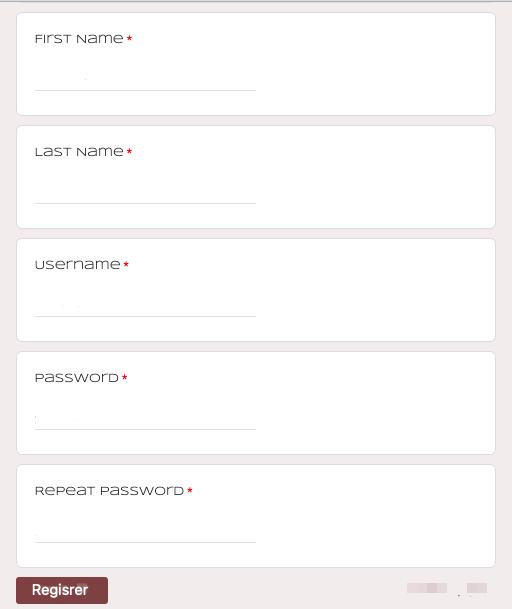 First Name *
Last Name *
username *
Password *
Repeat Password *
Regisrer